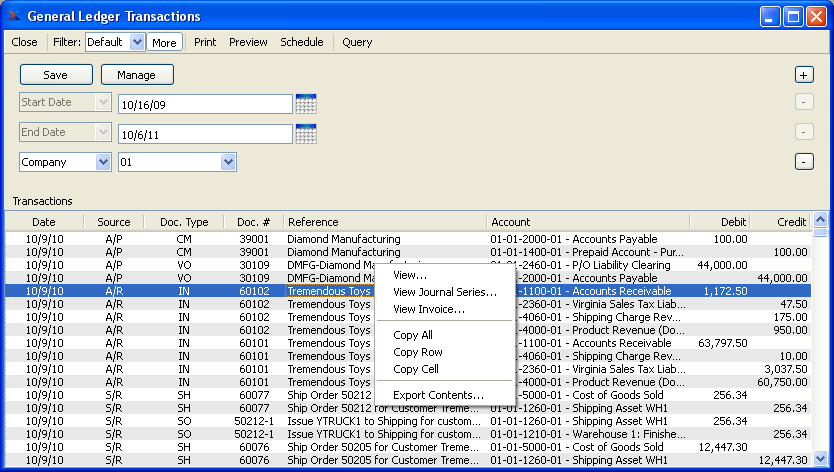 General Ledger Transactions
Close Filter: Default More Print Preview Schedule Query
Save Manage +
Start Date 10/16/09 -
End Date 10/6/11 -
Company 01 -
Transactions
Date Source Doc. Type Doc. # Reference Account Debit Credit
10/9/10 A/P CM 39001 Diamond Manufacturing 01-01-2000-01 - Accounts Payable 100.00
10/9/10 A/P CM 39001 Diamond Manufacturing 01-01-1400-01 - Prepaid Account - Pur... 100.00
10/9/10 A/P VO 30109 DMFG-Diamond Ma 01-01-2460-01 - P/O Liability Clearing 44,000.00
10/9/10 A/P VO 30109 DMFG-Diamond Ma -01-2000-01 - Accounts Payable 44,000.00
10/9/10 A/R IN 60102 Tremendous Toys -01-1100-01 - Accounts Receivable 1,172.50
10/9/10 A/R IN 60102 Tremendous Toys -01-2360-01 - Virginia Sales Tax Liab... 47.50
10/9/10 A/R IN 60102 Tremendous Toys -01-4060-01 - Shipping Charge Rev... 175.00
10/9/10 A/R IN 60102 Tremendous Toys -01-4000-01 - Product Revenue (Do... 950.00
10/9/10 A/R IN 60101 Tremendous Toys -01-1100-01 - Accounts Receivable 63,797.50
10/9/10 A/R IN 60101 Tremendous Toys -01-4060-01 - Shipping Charge Rev... 10.00
10/9/10 A/R IN 60101 Tremendous Toys -01-2360-01 - Virginia Sales Tax Liab... 3,037.50
10/9/10 A/R IN 60101 Tremendous Toys -01-4000-01 - Product Revenue (Do... 60,750.00
10/9/10 S/R SH 60077 Ship Order 50212 -01-5000-01 - Cost of Goods Sold 256.34
10/9/10 S/R SH 60077 Ship Order 50212 for Customer Treme... 01-01-1260-01 - Shipping Asset WH1 256.34
10/9/10 S/R SO 50212-1 Issue YTRUCK1 to Shipping for custom... 01-01-1260-01 - Shipping Asset WH1 256.34
10/9/10 S/R SO 50212-1 Issue YTRUCK1 to Shipping for custom... 01-01-1210-01 - Warehouse 1: Finishe... 256.34
10/9/10 S/R SH 60076 Ship Order 50205 for Customer Treme... 01-01-5000-01 - Cost of Goods Sold 12,447.30
10/9/10 S/R SH 60076 Ship Order 50205 for Customer Treme... 01-01-1260-01 - Shipping Asset WH1 12,447.30
View...
View Journal Series...
View Invoice...
Copy All
Copy Row
Copy Cell
Export Contents...